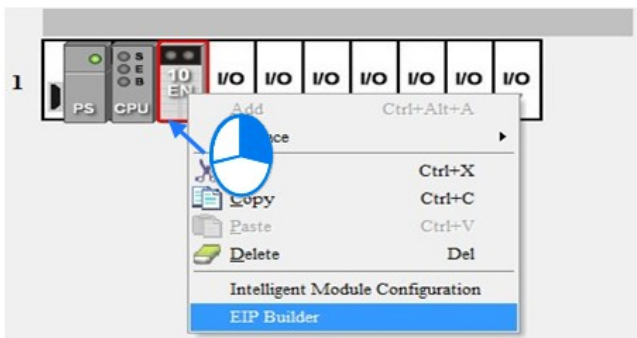 1
PS
CPU
10
EN
I/O I/O I/O I/O I/O I/O I/O
S
E
B
Add Ctrl+Alt+A
Ctrl+X
Copy Ctrl+C
Paste Ctrl+V
Delete Del
Intelligent Module Configuration
EIP Builder